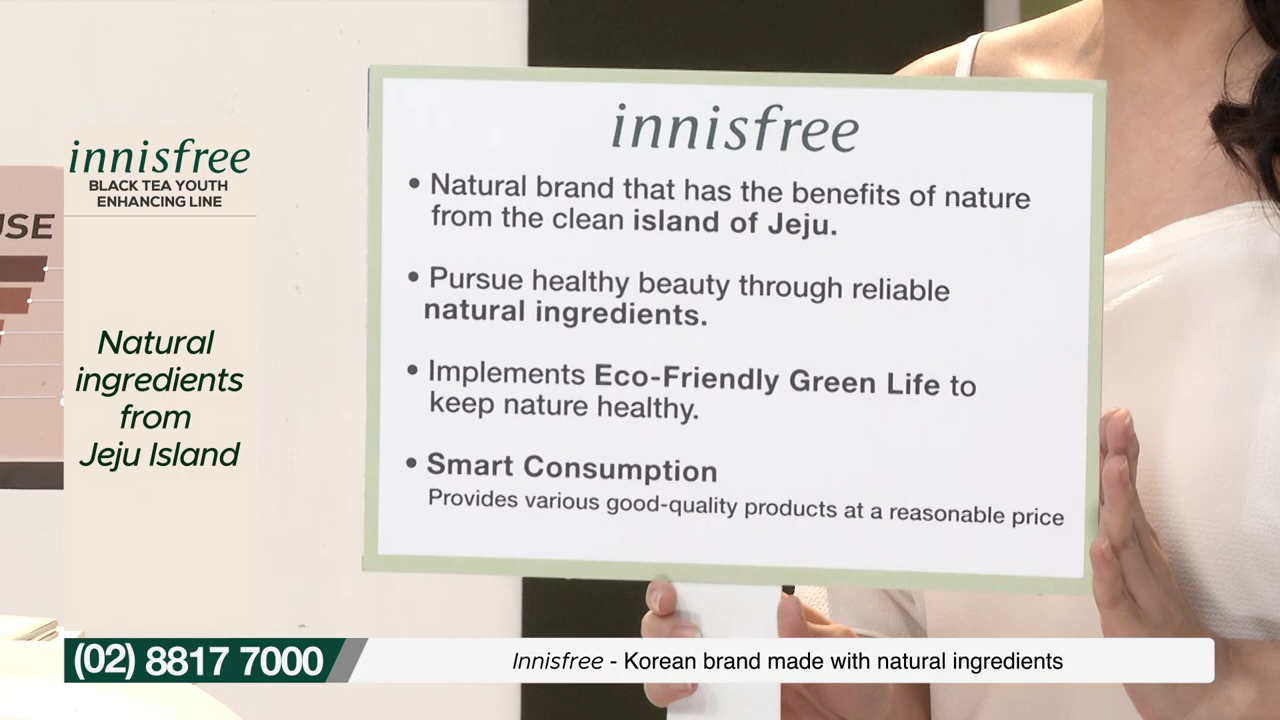 innisfree
BLACK TEA YOUTH
ENHANCING LINE
Natural
ingredients
from
Jeju Island
innisfree
• Natural brand that has the benefits of nature
from the clean island of Jeju.
• Pursue healthy beauty through reliable
natural ingredients.
• Implements Eco-Friendly Green Life to
keep nature healthy.
• Smart Consumption
Provides various good-quality products at a reasonable price
(02) 8817 7000
Innisfree - Korean brand made with natural ingredients